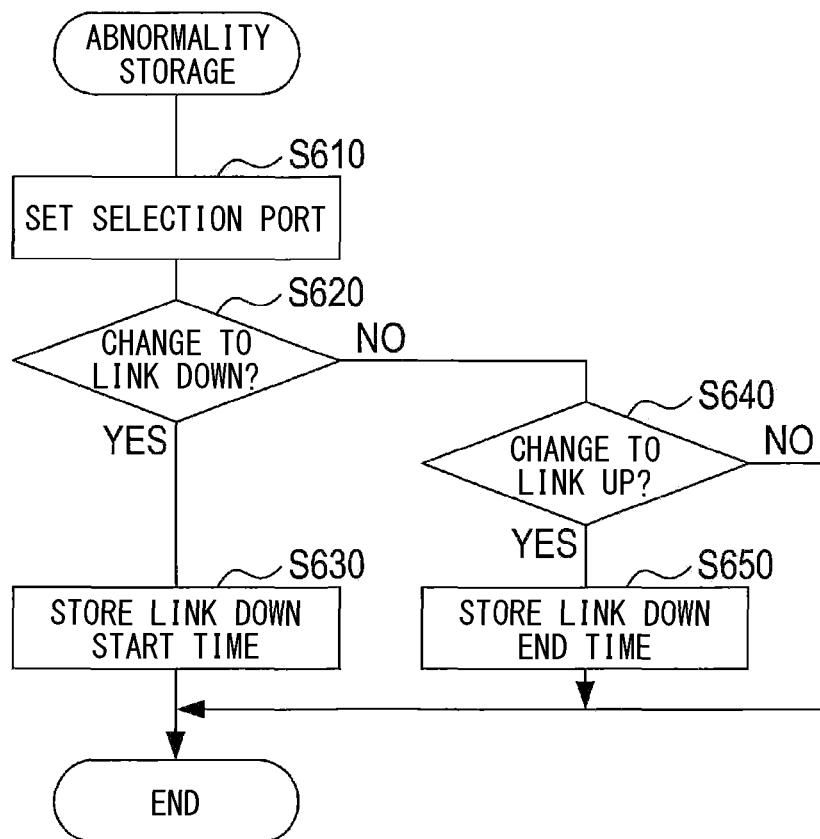 ABNORMALITY
STORAGE
S610
SET SELECTION PORT
S620
CHANGE TO
LINK DOWN?
NO
YES
S640
CHANGE TO
LINK UP?
NO
YES
S630
STORE LINK DOWN
START TIME
S650
STORE LINK DOWN
END TIME
END